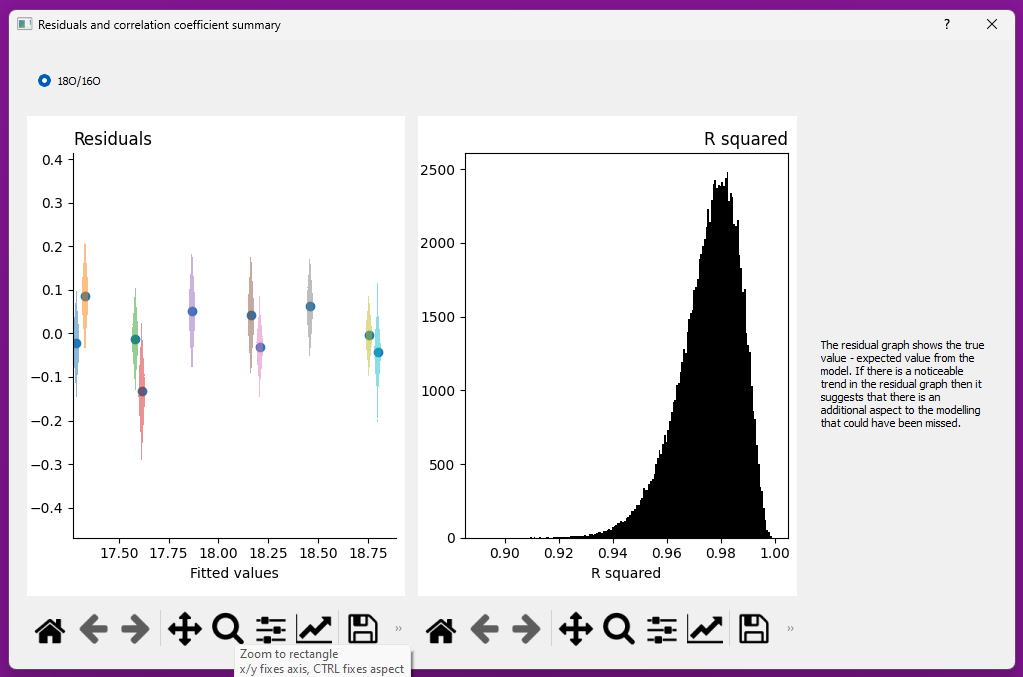 Residuals and correlation coefficient summary
?
18O/16O
Residuals
0.4
0.3
0.2
0.1
0.0
−0.1
−0.2
−0.3
−0.4
17.50 17.75 18.00 18.25 18.50 18.75
Fitted values
R squared
2500
2000
1500
1000
500
0
0.90 0.92 0.94 0.96 0.98 1.00
R squared
The residual graph shows the true
value - expected value from the
model. If there is a noticeable
trend in the residual graph then it
suggests that there is an
additional aspect to the modelling
that could have been missed.
»
»
Zoom to rectangle
x/y fixes axis, CTRL fixes aspect